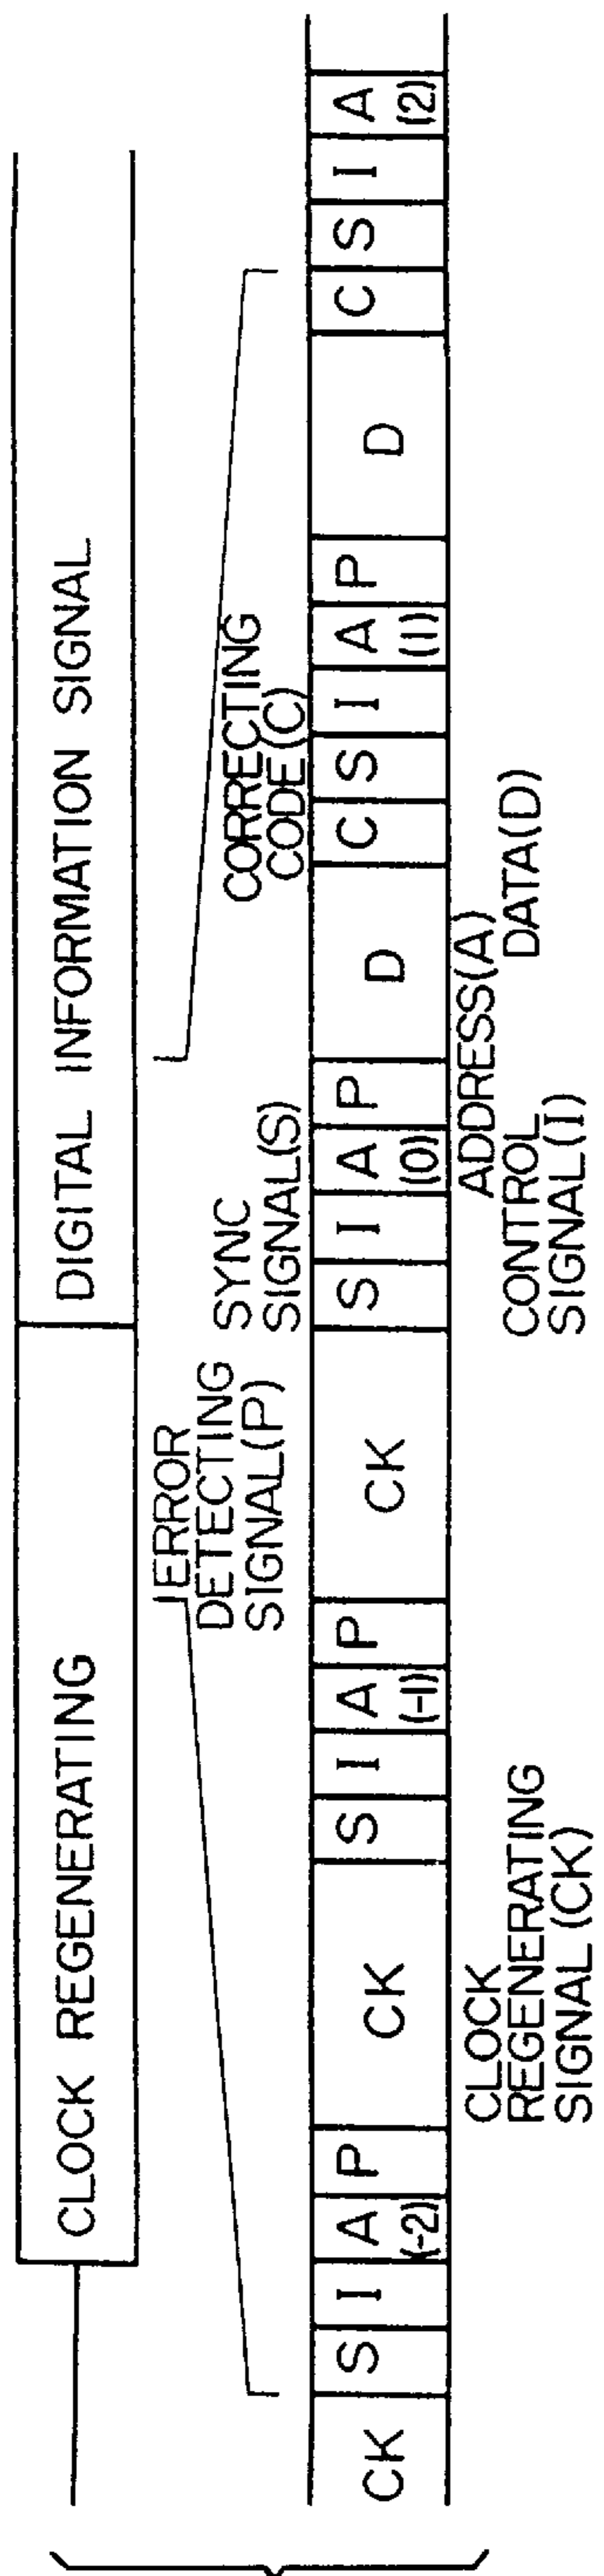 CLOCK REGENERATING DIGITAL INFORMATION SIGNAL
ERROR
DETECTING
SIGNAL(P)
SYNC
SIGNAL(S)
CORRECTING
CODE(C)
CK S I A P CK S I A P CK S I A P D C S I A P D C S I A
(-2) (-1) (0) (1) (2)
CLOCK
REGENERATING
SIGNAL (CK)
CONTROL
SIGNAL(I)
ADDRESS(A)
DATA(D)